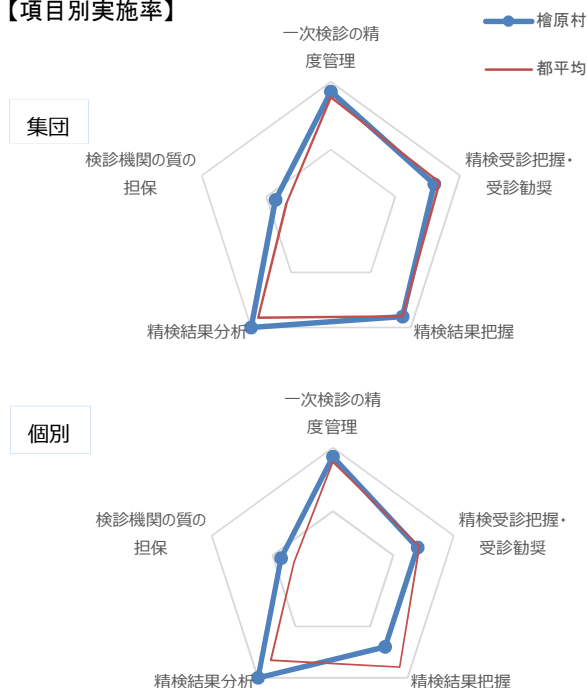 【項目別実施率】
檜原村
都平均
集団
一次検診の精
度管理
精検受診把握・
受診勧奨
精検結果把握
精検結果分析
検診機関の質の
担保
個別
一次検診の精
度管理
精検受診把握・
受診勧奨
精検結果把握
精検結果分析
検診機関の質の
担保